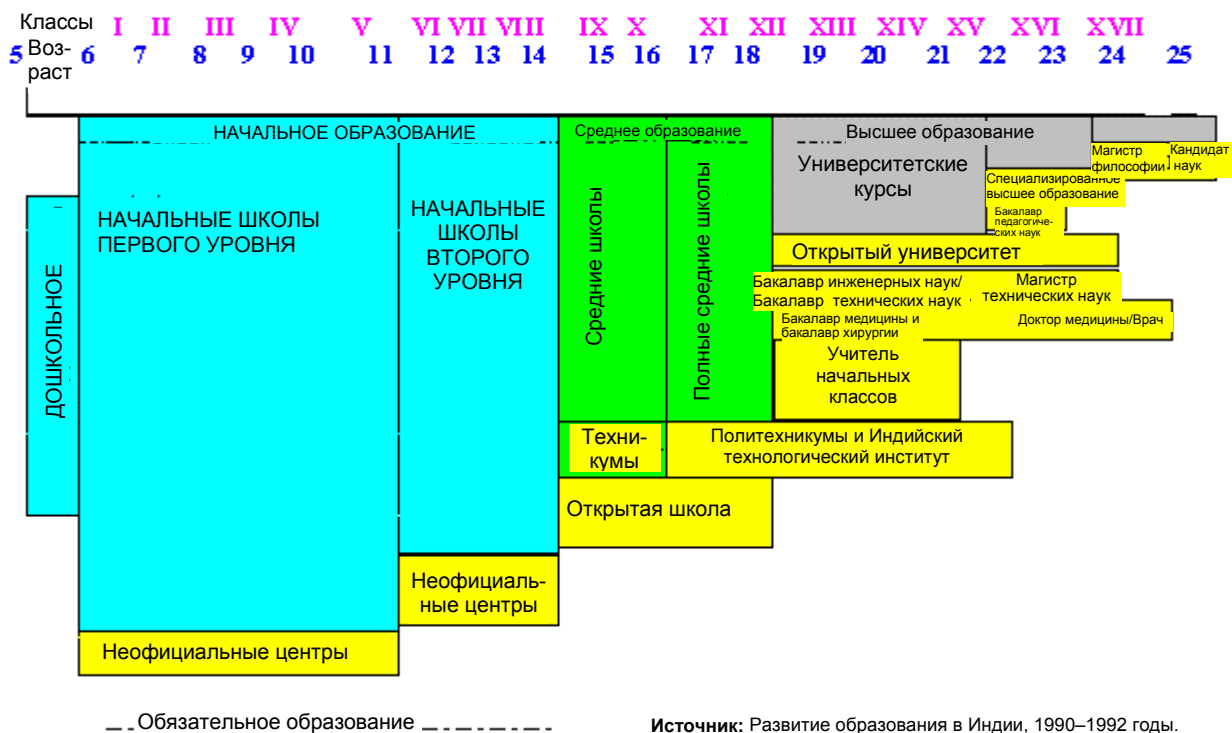 Классы I II III IV V VI VII VIII IX X XI XII XIII XIV XV XVI XVII
5 Воз-
раст 6 7 8 9 10 11 12 13 14 15 16 17 18 19 20 21 22 23 24 25
НАЧАЛЬНОЕ ОБРАЗОВАНИЕ
Среднее образование
Высшее образование
ДОШКОЛЬНОЕ
НАЧАЛЬНЫЕ ШКОЛЫ
ПЕРВОГО УРОВНЯ
НАЧАЛЬНЫЕ
ШКОЛЫ
ВТОРОГО
УРОВНЯ
Средние школы
Полные средние школы
Университетские
курсы
Магистр
философии
Кандидат
наук
Специализированное
высшее образование
Бакалавр
педагогиче-
ских наук
Открытый университет
Бакалавр инженерных наук/
Бакалавр технических наук
Магистр
технических наук
Бакалавр медицины и
бакалавр хирургии
Доктор медицины/Врач
Учитель
начальных
классов
Техни-
кумы
Политехникумы и Индийский
технологический институт
Открытая школа
Неофициаль-
ные центры
Неофициальные центры
Обязательное образование
Источник: Развитие образования в Индии, 1990–1992 годы.